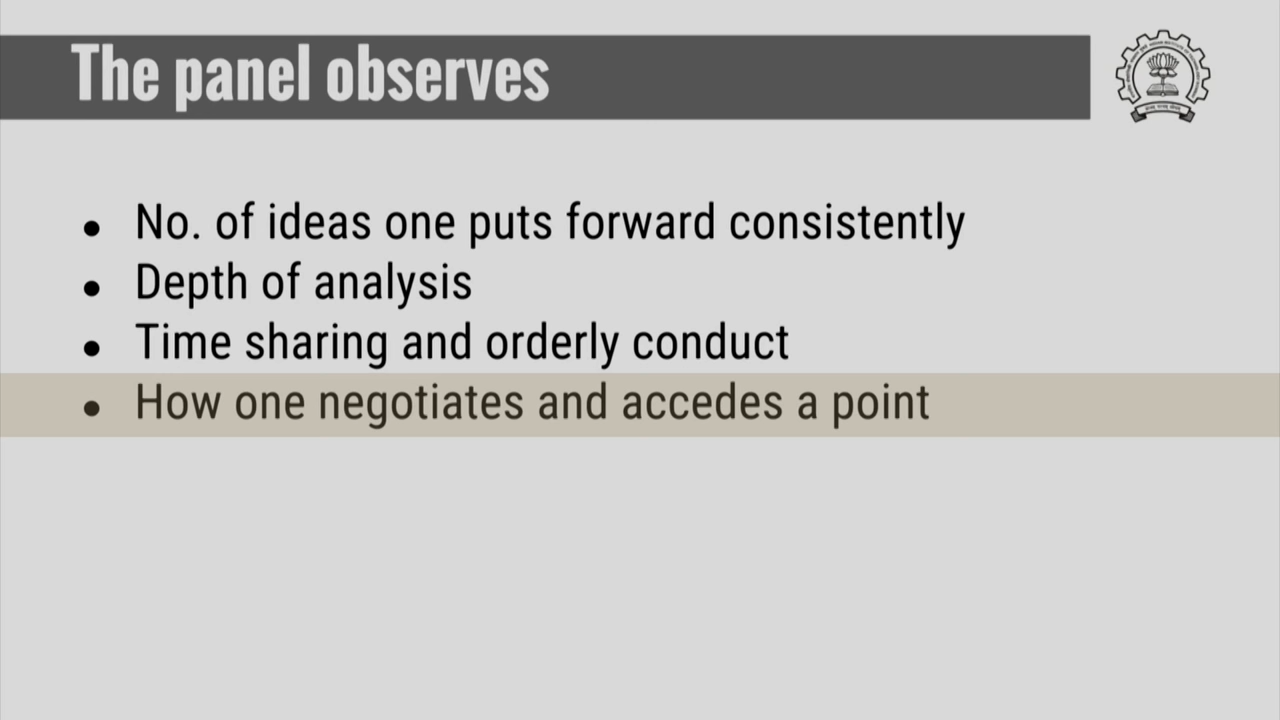 The panel observes
No. of ideas one puts forward consistently
Depth of analysis
Time sharing and orderly conduct
How one negotiates and accedes a point